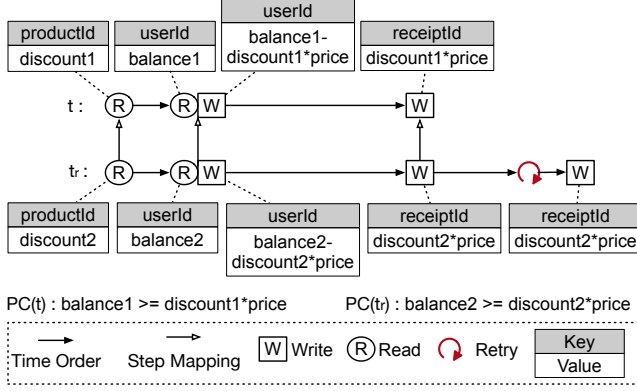 productId
discount1
userId
balance1
userId
balance1-
discount1*price
receiptId
discount1*price
t :
R
R
W
W
tr :
R
R
W
W
W
productId
discount2
userId
balance2
userId
balance2-
discount2*price
receiptId
discount2*price
receiptId
discount2*price
PC(t) : balance1 >= discount1*price
PC(tr) : balance2 >= discount2*price
Time Order
Step Mapping
W Write
R Read
Retry
Key
Value